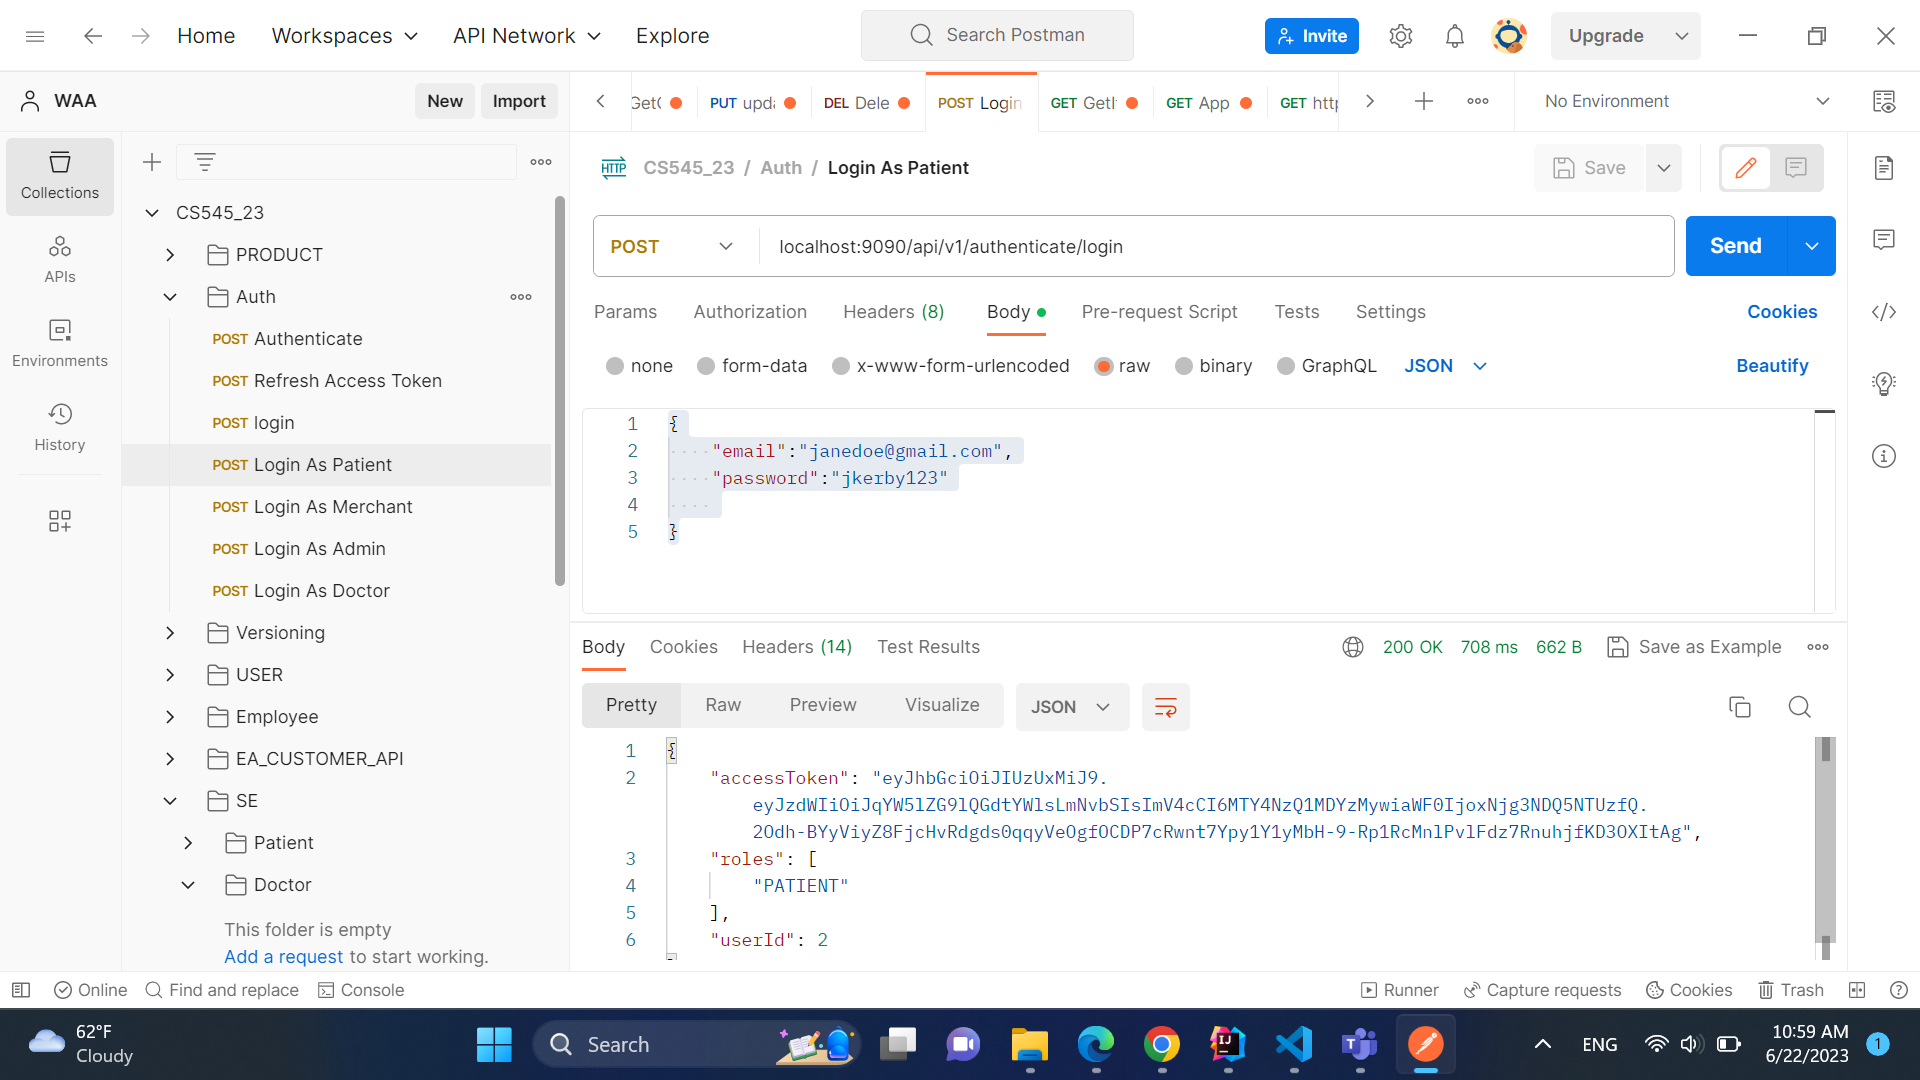 Home
Workspaces
API Network
Explore
Search Postman
Invite
Upgrade
WAA
New
Import
GET
PUT upda
DEL Dele
POST Login
GET GetI
GET App
GET http
No Environment
Collections
APIs
Environments
History
CS545_23
PRODUCT
Auth
POST Authenticate
POST Refresh Access Token
POST login
POST Login As Patient
POST Login As Merchant
POST Login As Admin
POST Login As Doctor
Versioning
USER
Employee
EA_CUSTOMER_API
SE
Patient
Doctor
This folder is empty
Add a request to start working.
HTTP
CS545_23 / Auth / Login As Patient
Save
POST
localhost:9090/api/v1/authenticate/login
Send
Params
Authorization
Headers (8)
Body
Pre-request Script
Tests
Settings
Cookies
none
form-data
x-www-form-urlencoded
raw
binary
GraphQL
JSON
Beautify
1 {
2 "email":"janedoe@gmail.com",
3 "password":"jkerby123"
4
5 }
Body
Cookies
Headers (14)
Test Results
200 OK
708 ms
662 B
Save as Example
Pretty
Raw
Preview
Visualize
JSON
1 {
2 "accessToken": "eyJhbGciOiJIUzUxMiJ9.
eyJzdWIiOiJqYW5lZG9lQGdtYWlsLmNvbSIsImV4cCI6MTY4NzQ1MDYzMywiaWF0IjoxNjg3NDQ5NTUzfQ.
2Odh-BYyViyZ8FjcHvRdgds0qqyVeOgfOCDP7cRwnt7Ypy1Y1yMbH-9-Rp1RcMnlPvlFdz7RnuhjfKD3OXItAg",
3 "roles": [
4 "PATIENT"
5 ],
6 "userId": 2
Online
Find and replace
Console
Runner
Capture requests
Cookies
Trash
62°F
Cloudy
Search
ENG
10:59 AM
6/22/2023
1